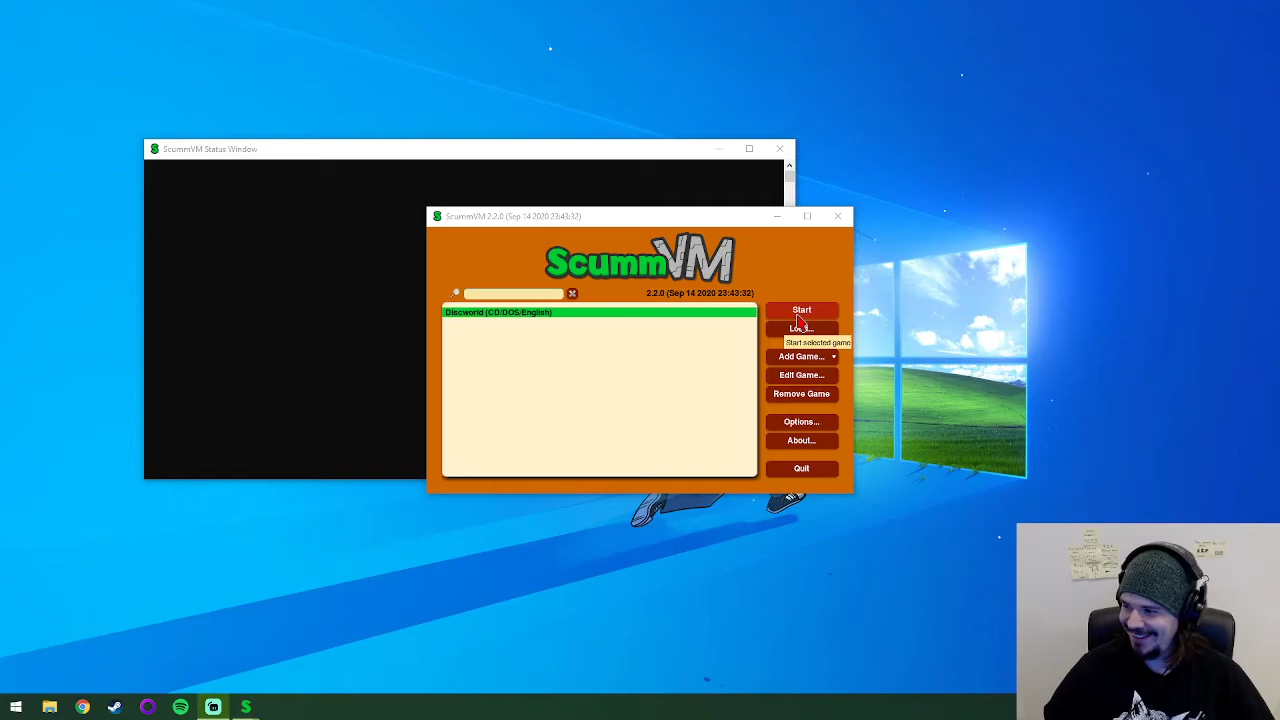 ScummVM Status Window
ScummVM 2.2.0 (Sep 14 2020 23:43:32)
ScummVM
2.2.0 (Sep 14 2020 23:43:32)
Discworld (CD/DOS/English)
Start
Start selected game
Add Game...
Edit Game...
Remove Game
Options...
About...
Quit